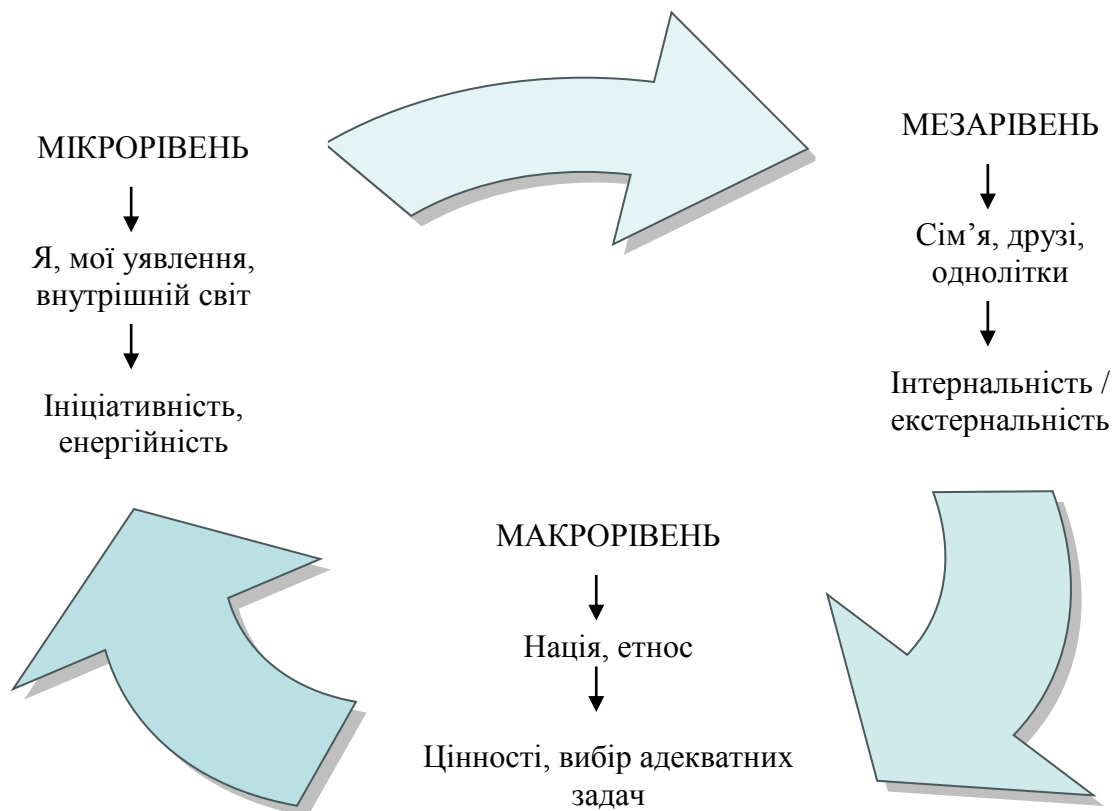 МІКРОРІВЕНЬ
Я, мої уявлення,
внутрішній світ
Ініціативність,
енергійність
МЕЗАРІВЕНЬ
Сім’я, друзі,
однолітки
Інтернальність /
екстернальність
МАКРОРІВЕНЬ
Нація, етнос
Цінності, вибір адекватних
задач